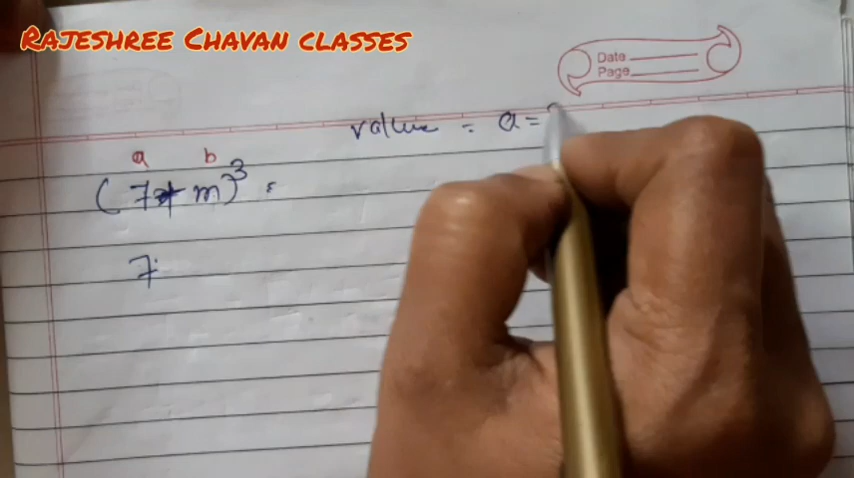 RAJESHREE CHAVAN CLASSES
Date
Page
value = a =
a b
(7+ m)³ =
7